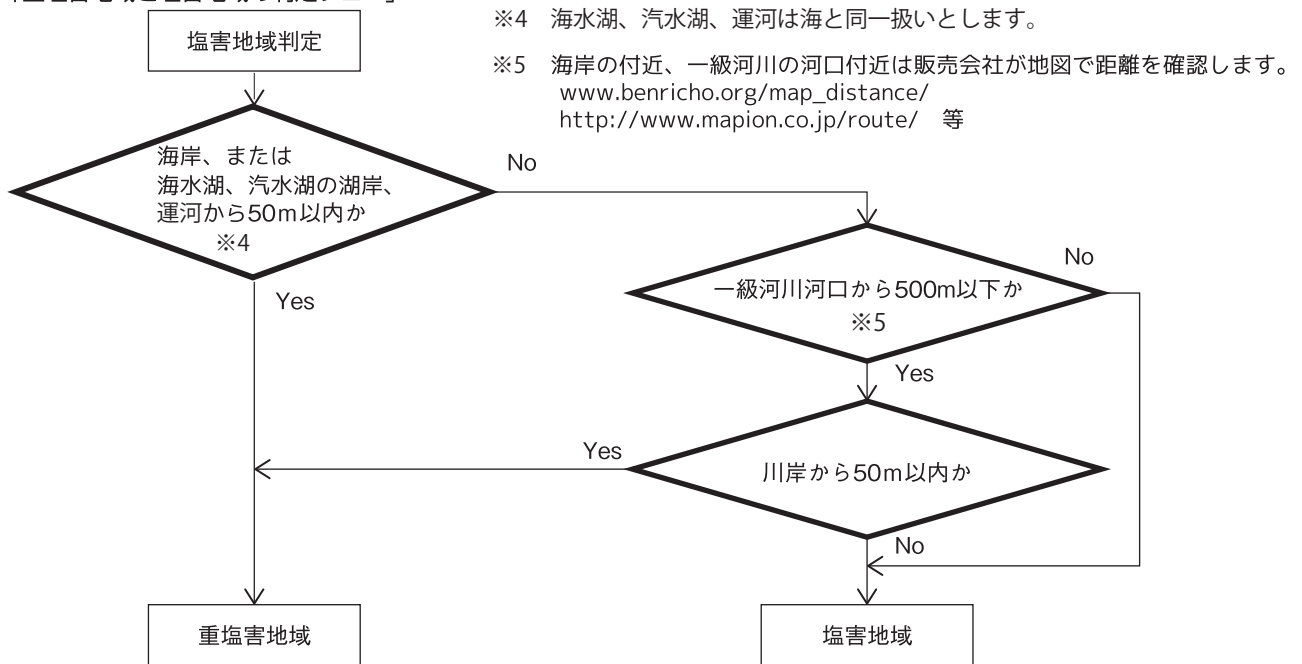 塩害地域判定
※4 海水湖、汽水湖、運河は海と同一扱いとします。
※5 海岸の付近、一級河川の河口付近は販売会社が地図で距離を確認します。
www.benricho.org/map_distance/
http://www.mapion.co.jp/route/ 等
海岸、または
海水湖、汽水湖の湖岸、
運河から50m以内か
※4
No
Yes
一級河川河口から500m以下か
※5
No
Yes
川岸から50m以内か
Yes
No
重塩害地域
塩害地域